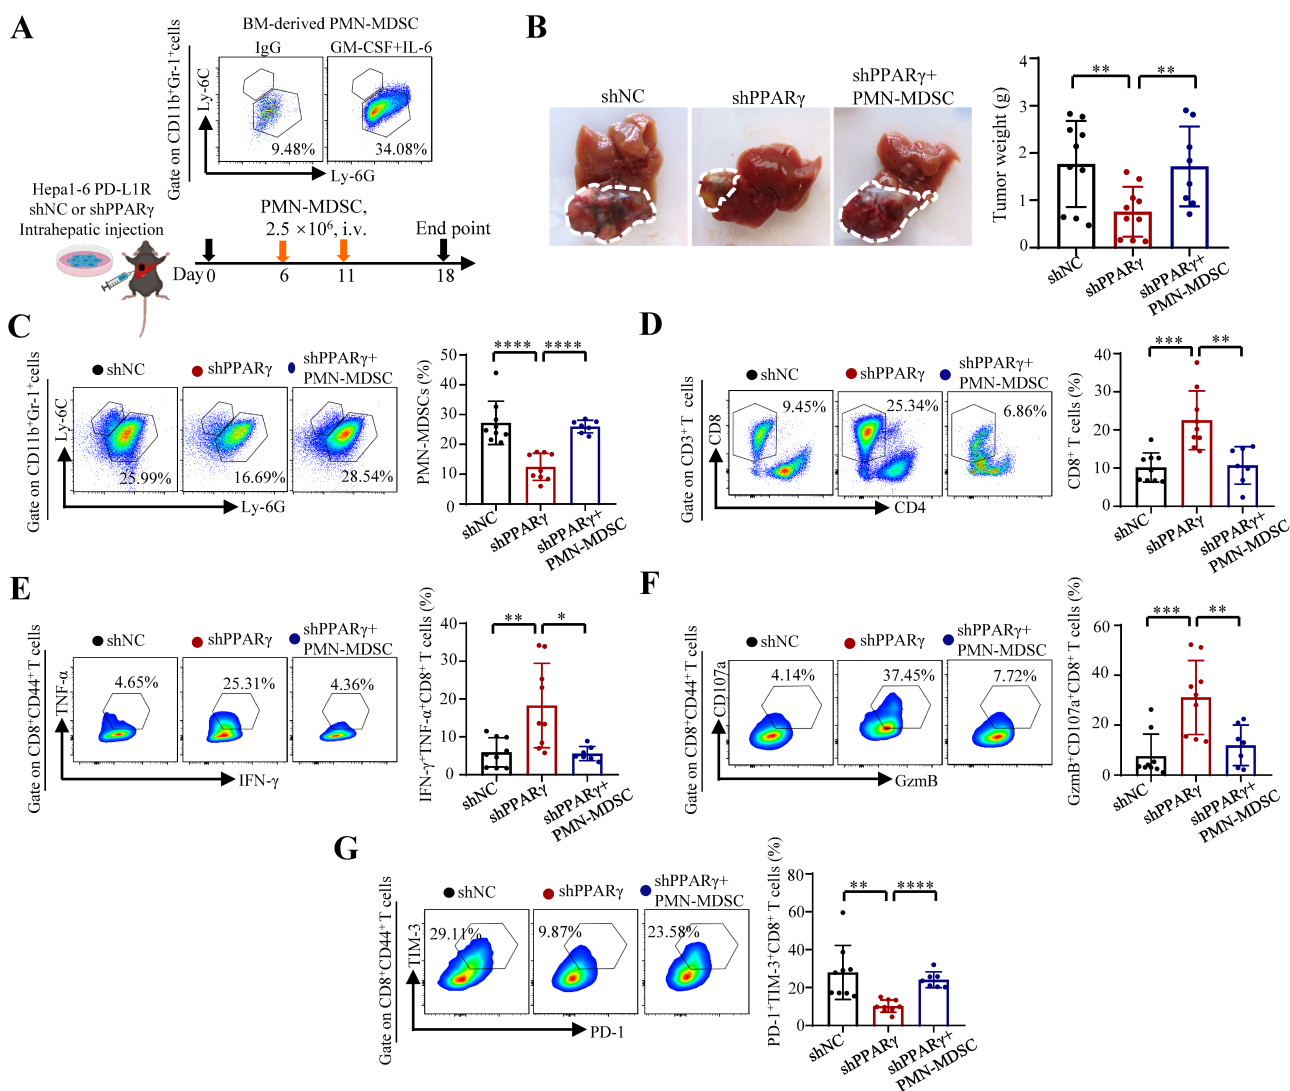 A
BM-derived PMN-MDSC
IgG
GM-CSF+IL-6
Gate on CD11b⁺Gr-1⁺cells
Ly-6C
9.48%
34.08%
Ly-6G
Hepa1-6 PD-L1R
shNC or shPPARγ
Intrahepatic injection
PMN-MDSC,
2.5 ×10⁶, i.v.
End point
Day 0
6
11
18
B
shNC
shPPARγ
shPPARγ+
PMN-MDSC
Tumor weight (g)
4
3
2
1
0
**
**
shNC
shPPARγ
shPPARγ+
PMN-MDSC
C
Gate on CD11b⁺Gr-1⁺cells
Ly-6C
shNC
shPPARγ
shPPARγ+
PMN-MDSC
25.99%
16.69%
28.54%
Ly-6G
PMN-MDSCs (%)
50
40
30
20
10
0
****
****
shNC
shPPARγ
shPPARγ+
PMN-MDSC
D
Gate on CD3⁺T cells
CD8
shNC
shPPARγ
shPPARγ+
PMN-MDSC
9.45%
25.34%
6.86%
CD4
CD8⁺ T cells (%)
40
30
20
10
0
***
**
shNC
shPPARγ
shPPARγ+
PMN-MDSC
E
Gate on CD8⁺CD44⁺T cells
TNF-α
shNC
shPPARγ
shPPARγ+
PMN-MDSC
4.65%
25.31%
4.36%
IFN-γ
IFN-γ⁺TNF-α⁺CD8⁺ T cells (%)
40
30
20
10
0
**
*
shNC
shPPARγ
shPPARγ+
PMN-MDSC
F
Gate on CD8⁺CD44⁺T cells
CD107a
shNC
shPPARγ
shPPARγ+
PMN-MDSC
4.14%
37.45%
7.72%
GzmB
GzmB⁺CD107a⁺CD8⁺ T cells (%)
60
40
20
0
***
**
shNC
shPPARγ
shPPARγ+
PMN-MDSC
G
Gate on CD8⁺CD44⁺ T cells
TIM-3
shNC
shPPARγ
shPPARγ+
PMN-MDSC
29.11%
9.87%
23.58%
PD-1
PD-1⁺TIM-3⁺CD8⁺ T cells (%)
80
60
40
20
0
**
****
shNC
shPPARγ
shPPARγ+
PMN-MDSC